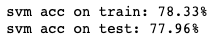 svm acc on train: 78.33%
svm acc on test: 77.96%